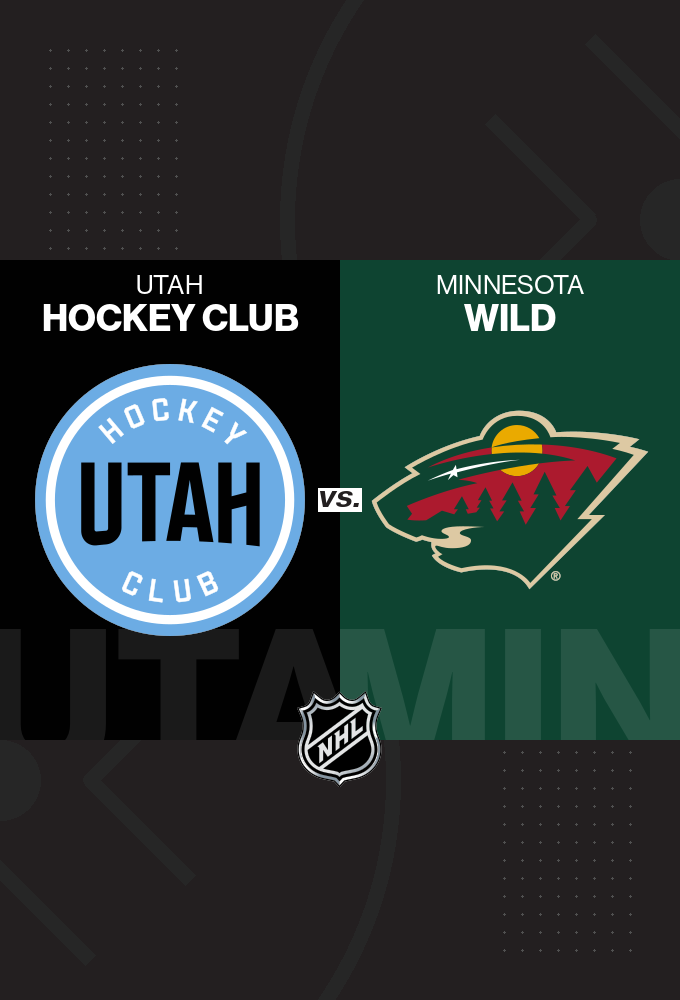 UTAH
HOCKEY CLUB
MINNESOTA
WILD
HOCKEY
UTAH
CLUB
vs.
®
UTA
MIN
NHL